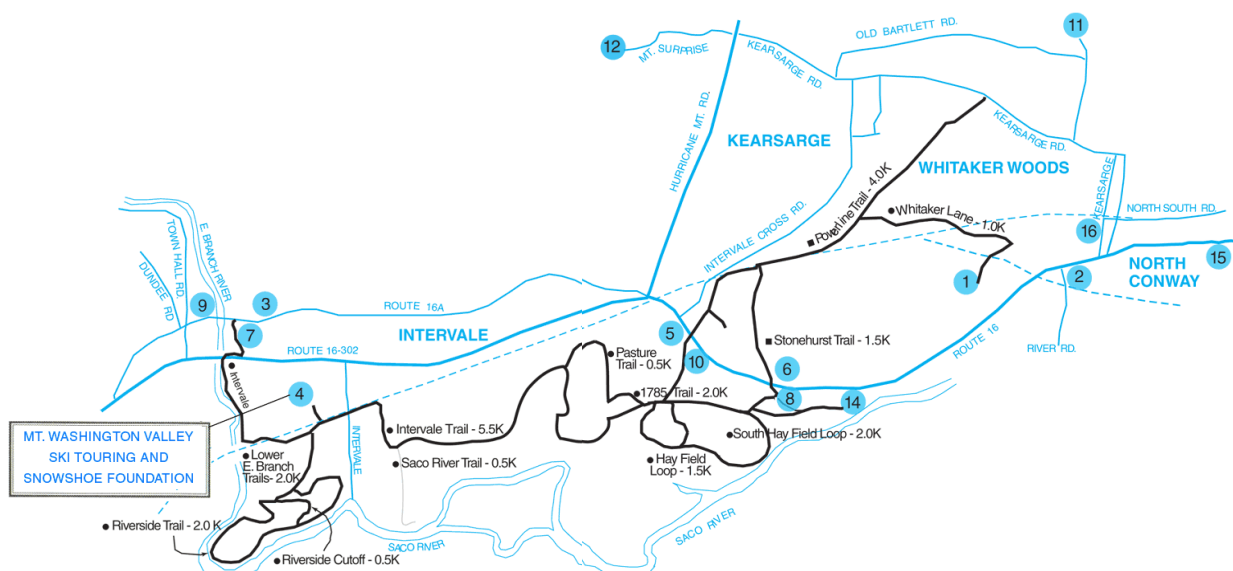 11
12
MT. SURPRISE
KEARSARGE RD.
OLD BARTLETT RD.
HURRICANE MT. RD.
KEARSARGE
WHITAKER WOODS
KEARSARGE RD.
KEARSARGE
NORTH SOUTH RD.
16
15
NORTH
CONWAY
2
1
Whitaker Lane - 1.0K
PowerLine Trail - 4.0K
INTERVALE CROSS RD.
E. BRANCH RIVER
TOWN HALL RD.
DUNDEE RD
9
3
7
ROUTE 16A
INTERVALE
ROUTE 16-302
5
10
Pasture
Trail - 0.5K
Stonehurst Trail - 1.5K
ROUTE 16
RIVER RD.
6
8
14
1785 Trail - 2.0K
Intervale
4
MT. WASHINGTON VALLEY
SKI TOURING AND
SNOWSHOE FOUNDATION
INTERVALE
Intervale Trail - 5.5K
South Hay Field Loop - 2.0K
Lower
E. Branch
Trails- 2.0K
Saco River Trail - 0.5K
Hay Field
Loop - 1.5K
Riverside Trail - 2.0 K
Riverside Cutoff - 0.5K
SACO RIVER
SACO RIVER